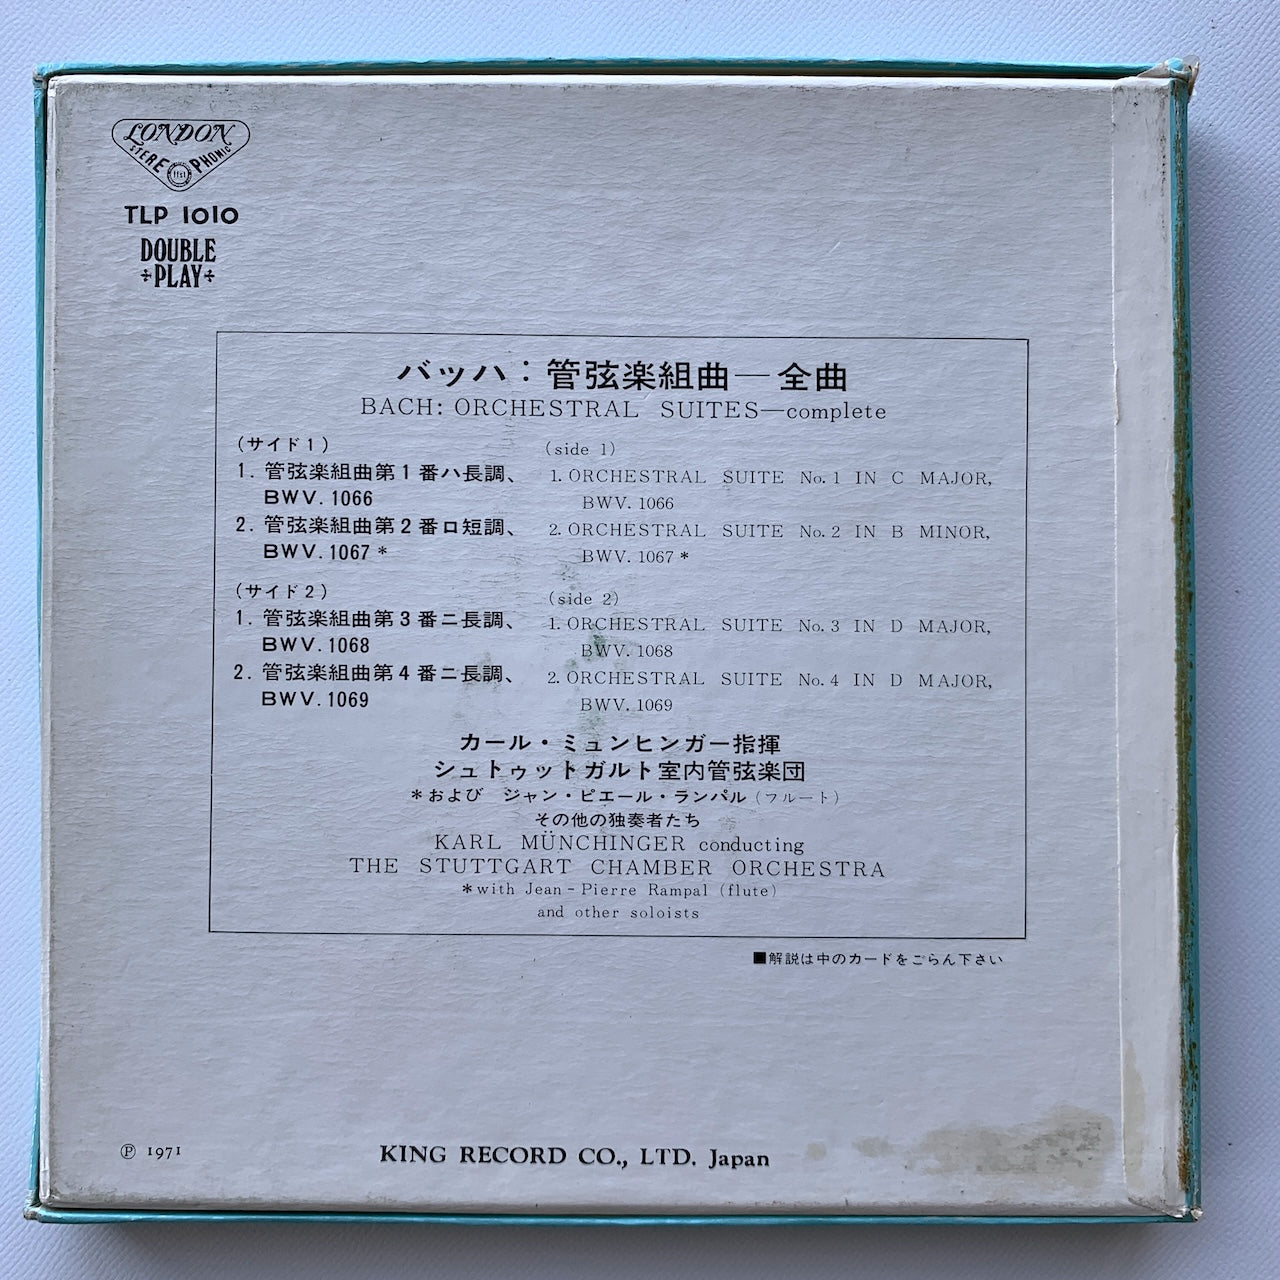 LONDON
STEREOPHONIC
ffss
TLP 1010
DOUBLE
PLAY
バッハ：管弦楽組曲—全曲
BACH: ORCHESTRAL SUITES—complete
（サイド1）
1. 管弦楽組曲第1番ハ長調、
BWV. 1066
2. 管弦楽組曲第2番ロ短調、
BWV. 1067 *
（サイド2）
1. 管弦楽組曲第3番ニ長調、
BWV. 1068
2. 管弦楽組曲第4番ニ長調、
BWV. 1069
(side 1)
1. ORCHESTRAL SUITE No. 1 IN C MAJOR,
BWV. 1066
2. ORCHESTRAL SUITE No. 2 IN B MINOR,
BWV. 1067 *
(side 2)
1. ORCHESTRAL SUITE No. 3 IN D MAJOR,
BWV. 1068
2. ORCHESTRAL SUITE No. 4 IN D MAJOR,
BWV. 1069
カール・ミュンヒンガー指揮
シュトゥットガルト室内管弦楽団
*および ジャン・ピエール・ランパル（フルート）
その他の独奏者たち
KARL MÜNCHINGER conducting
THE STUTTGART CHAMBER ORCHESTRA
*with Jean-Pierre Rampal (flute)
and other soloists
■解説は中のカードをごらん下さい
Ⓟ 1971
KING RECORD CO., LTD. Japan